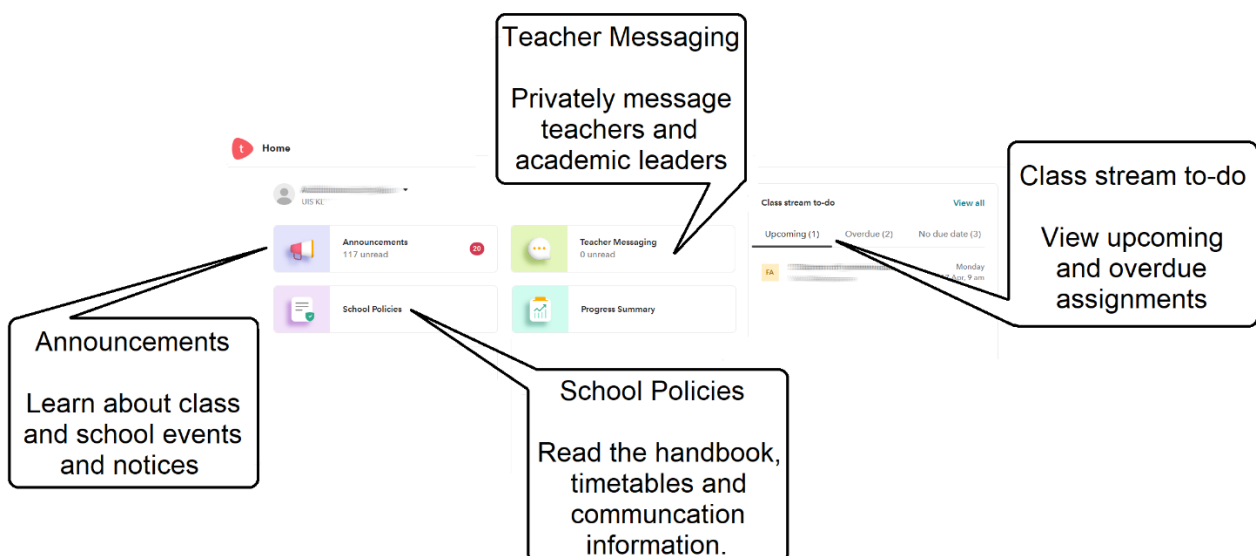 Teacher Messaging
Privately message
teachers and
academic leaders
t Home
UIS KL
Announcements
117 unread
20
Teacher Messaging
0 unread
School Policies
Progress Summary
Class stream to-do
View all
Upcoming (1)
Overdue (2)
No due date (3)
FA
Monday
Apr, 9 am
Class stream to-do
View upcoming
and overdue
assignments
Announcements
Learn about class
and school events
and notices
School Policies
Read the handbook,
timetables and
communcation
information.